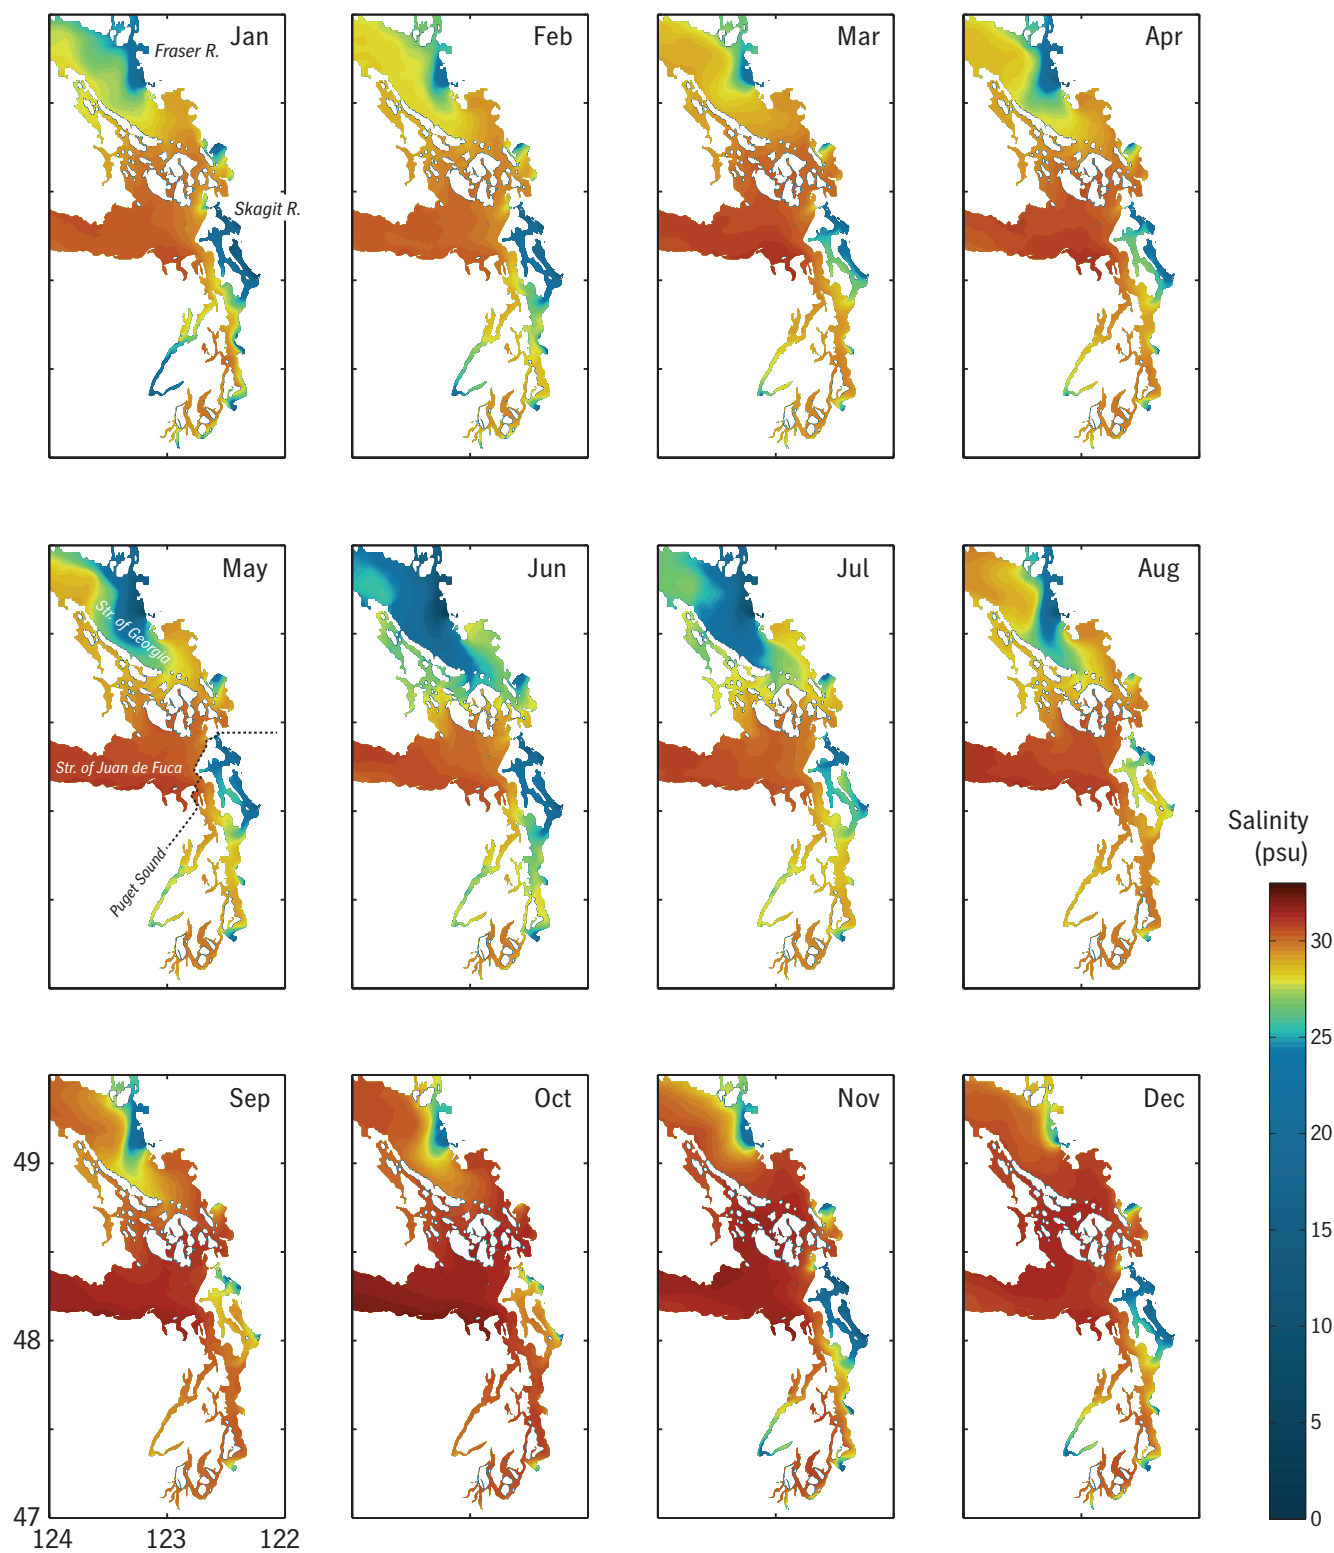 Jan
Feb
Mar
Apr
Fraser R.
Skagit R.
May
Jun
Jul
Aug
Str. of Georgia
Str. of Juan de Fuca
Puget Sound
Salinity
(psu)
30
25
20
15
10
5
0
Sep
Oct
Nov
Dec
49
48
47
124
123
122